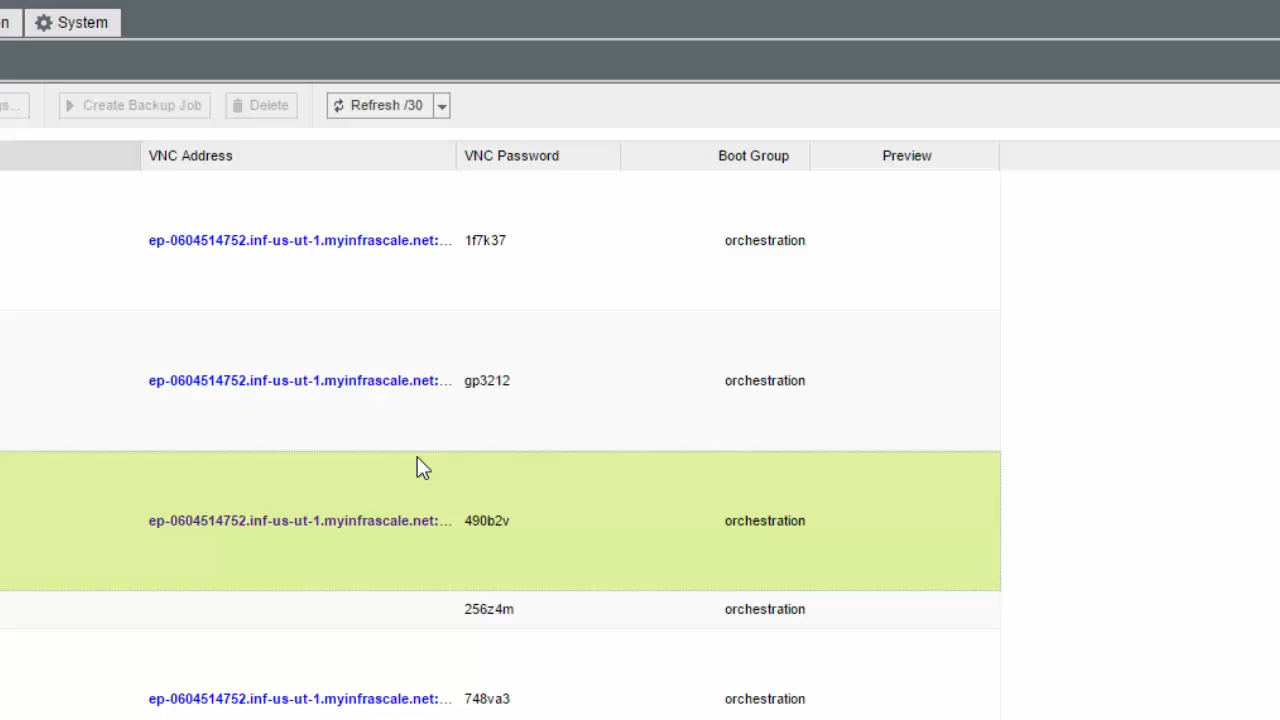 n System
gs... Create Backup Job Delete Refresh /30
VNC Address VNC Password Boot Group Preview
ep-0604514752.inf-us-ut-1.myinfrascale.net:... 1f7k37 orchestration
ep-0604514752.inf-us-ut-1.myinfrascale.net:... gp3212 orchestration
ep-0604514752.inf-us-ut-1.myinfrascale.net:... 490b2v orchestration
256z4m orchestration
ep-0604514752.inf-us-ut-1.myinfrascale.net:... 748va3 orchestration